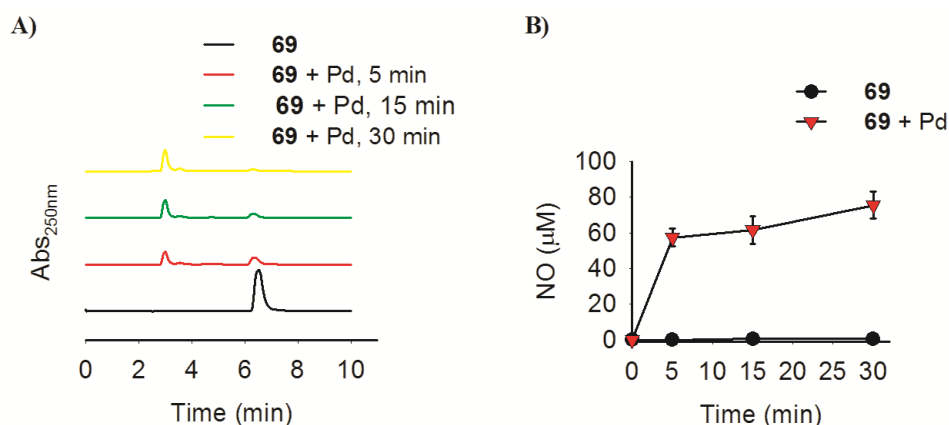 A)
69
69 + Pd, 5 min
69 + Pd, 15 min
69 + Pd, 30 min
Abs250nm
0 2 4 6 8 10
Time (min)
B)
69
69 + Pd
NO (μM)
100
80
60
40
20
0
0 5 10 15 20 25 30
Time (min)